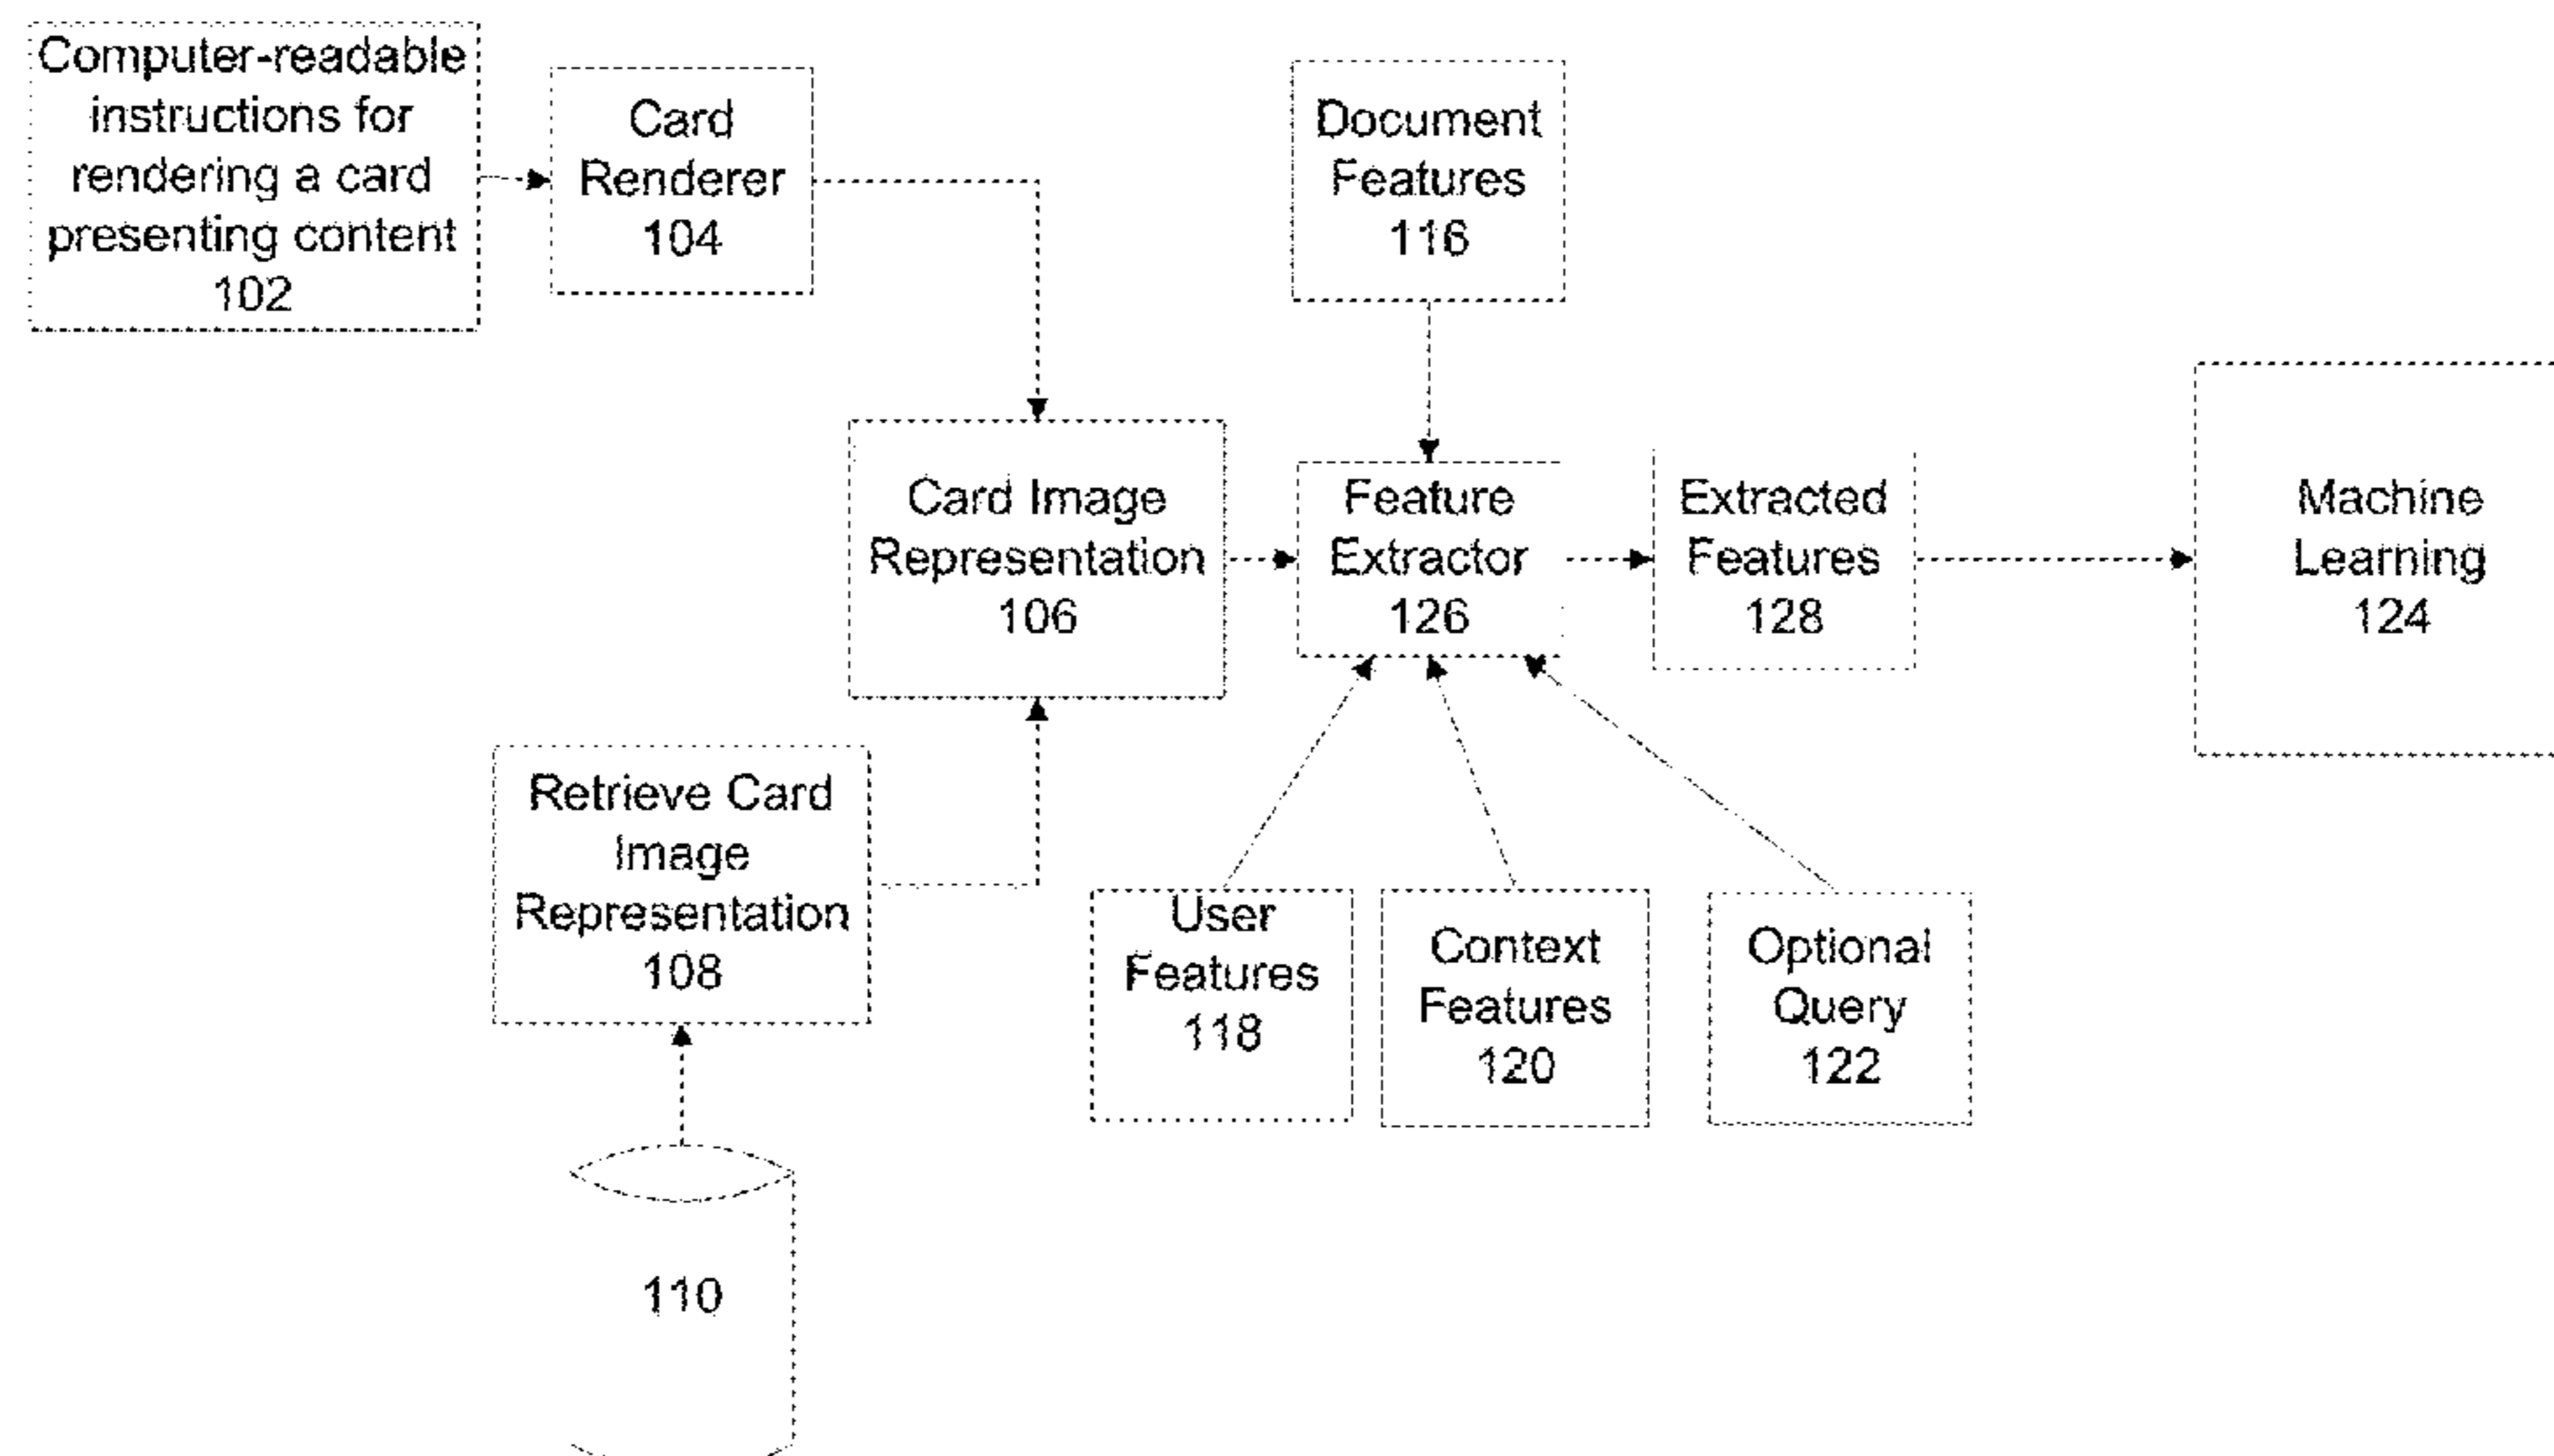 Computer-readable
instructions for
rendering a card
presenting content
102
Card
Renderer
104
Document
Features
116
Card Image
Representation
106
Feature
Extractor
126
Extracted
Features
128
Machine
Learning
124
Retrieve Card
Image
Representation
108
User
Features
118
Context
Features
120
Optional
Query
122
110